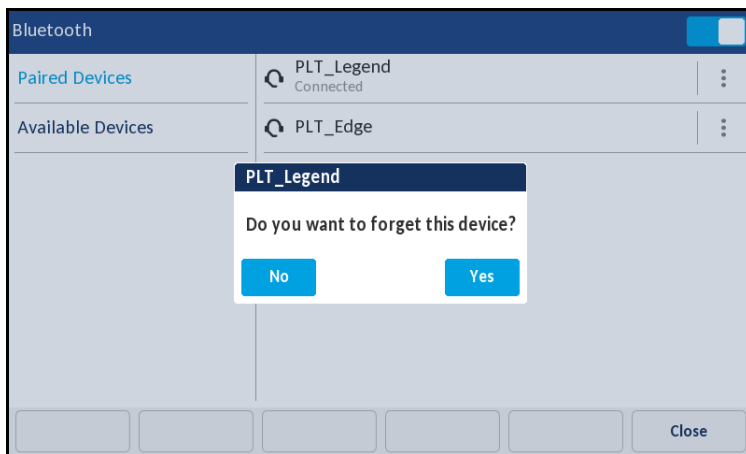 Bluetooth
Paired Devices
Available Devices
PLT_Legend
Connected
PLT_Edge
PLT_Legend
Do you want to forget this device?
No
Yes
Close